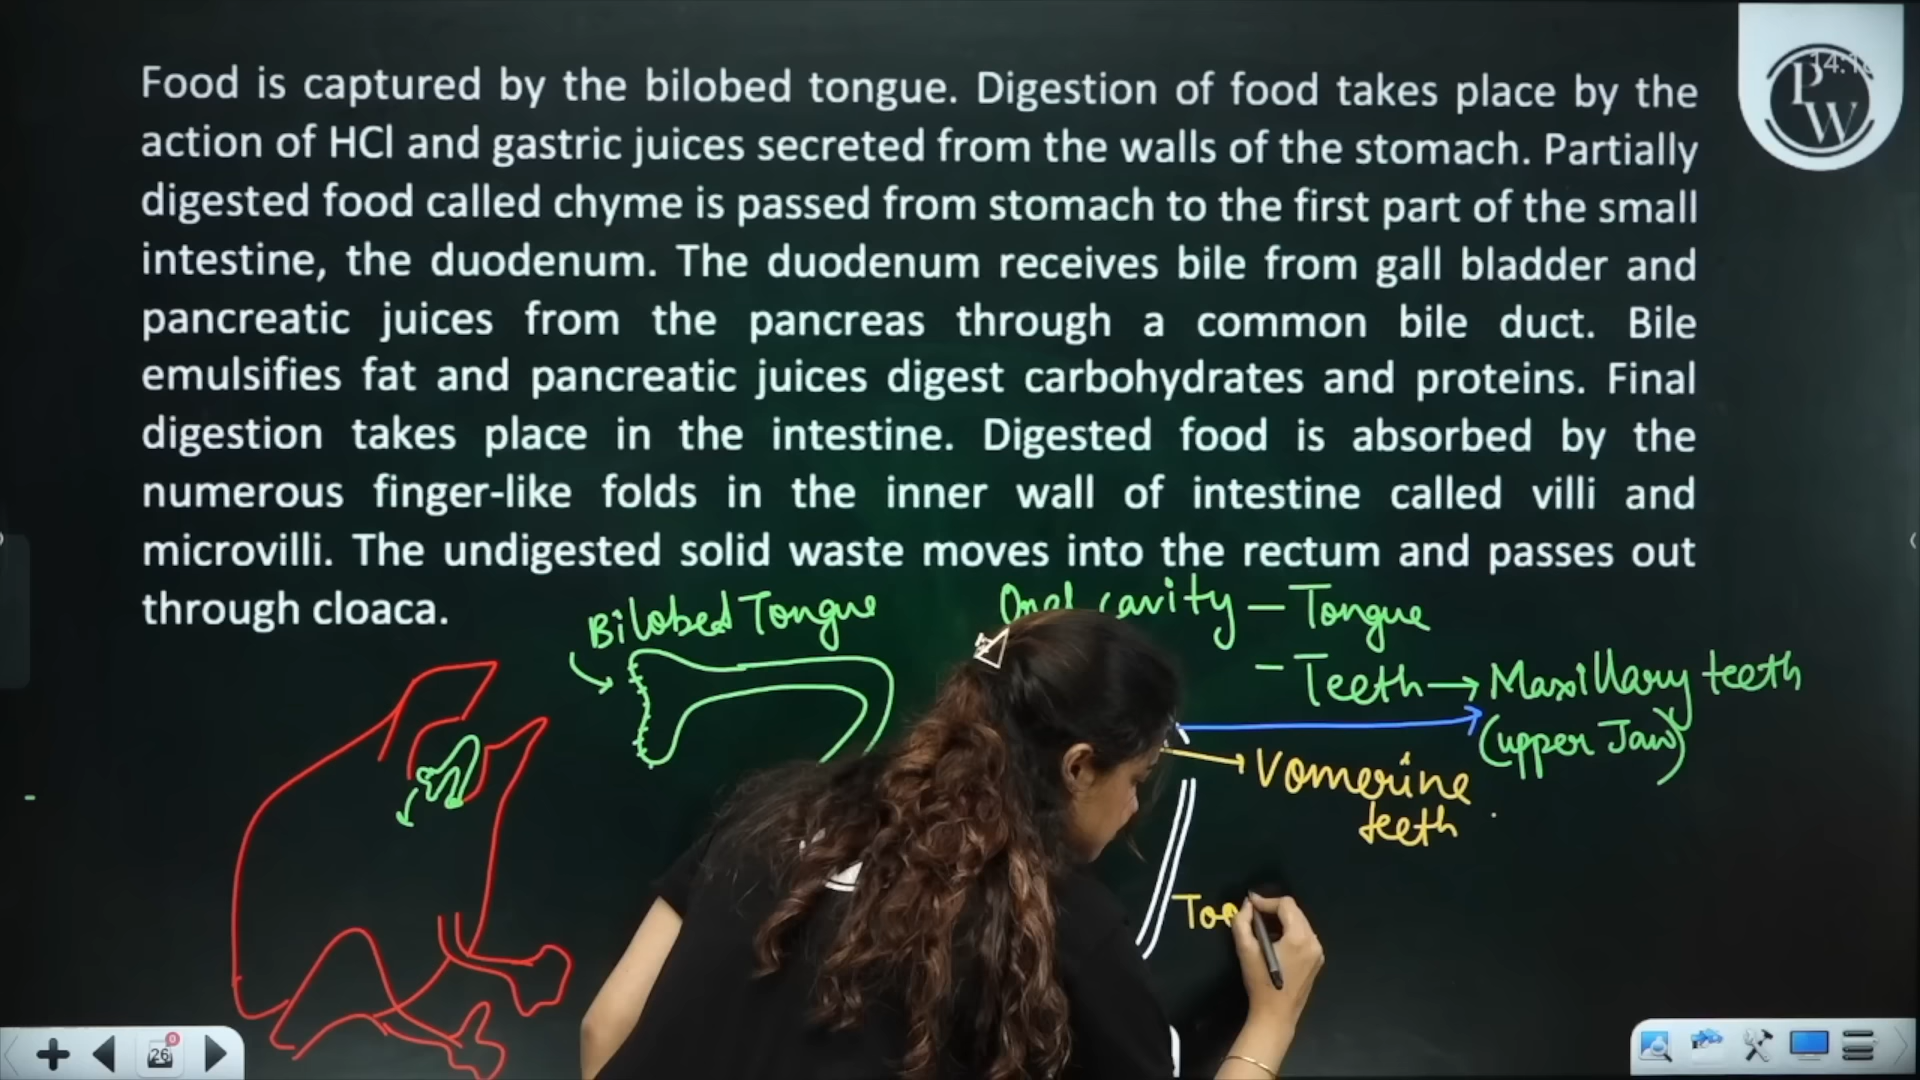 Food is captured by the bilobed tongue. Digestion of food takes place by the
action of HCl and gastric juices secreted from the walls of the stomach. Partially
digested food called chyme is passed from stomach to the first part of the small
intestine, the duodenum. The duodenum receives bile from gall bladder and
pancreatic juices from the pancreas through a common bile duct. Bile
emulsifies fat and pancreatic juices digest carbohydrates and proteins. Final
digestion takes place in the intestine. Digested food is absorbed by the
numerous finger-like folds in the inner wall of intestine called villi and
microvilli. The undigested solid waste moves into the rectum and passes out
through cloaca.
Bilobed Tongue
cavity – Tongue
- Teeth → Maxillary teeth
(upper Jaw)
Vomerine
teeth
PW
26
0